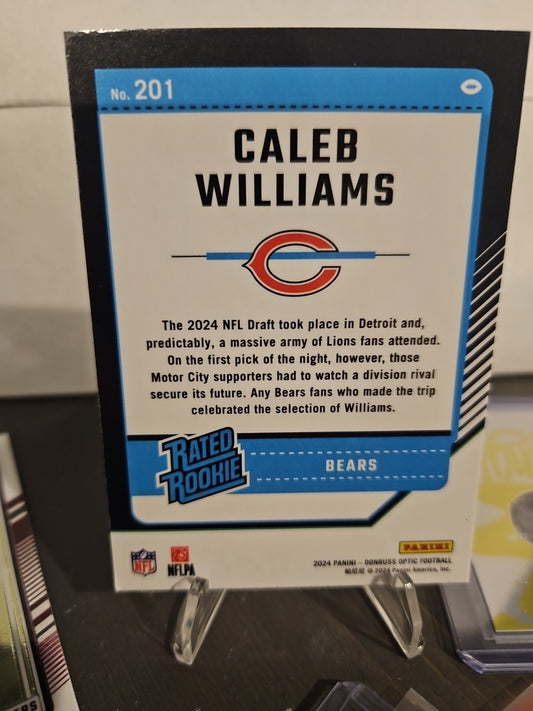 No. 201
CALEB
WILLIAMS
The 2024 NFL Draft took place in Detroit and,
predictably, a massive army of Lions fans attended.
On the first pick of the night, however, those
Motor City supporters had to watch a division rival
secure its future. Any Bears fans who made the trip
celebrated the selection of Williams.
RATED
ROOKIE
BEARS
PANINI
NFL
NFLPA
2024 PANINI – DONRUSS OPTIC FOOTBALL
© 2024 Panini America, Inc.